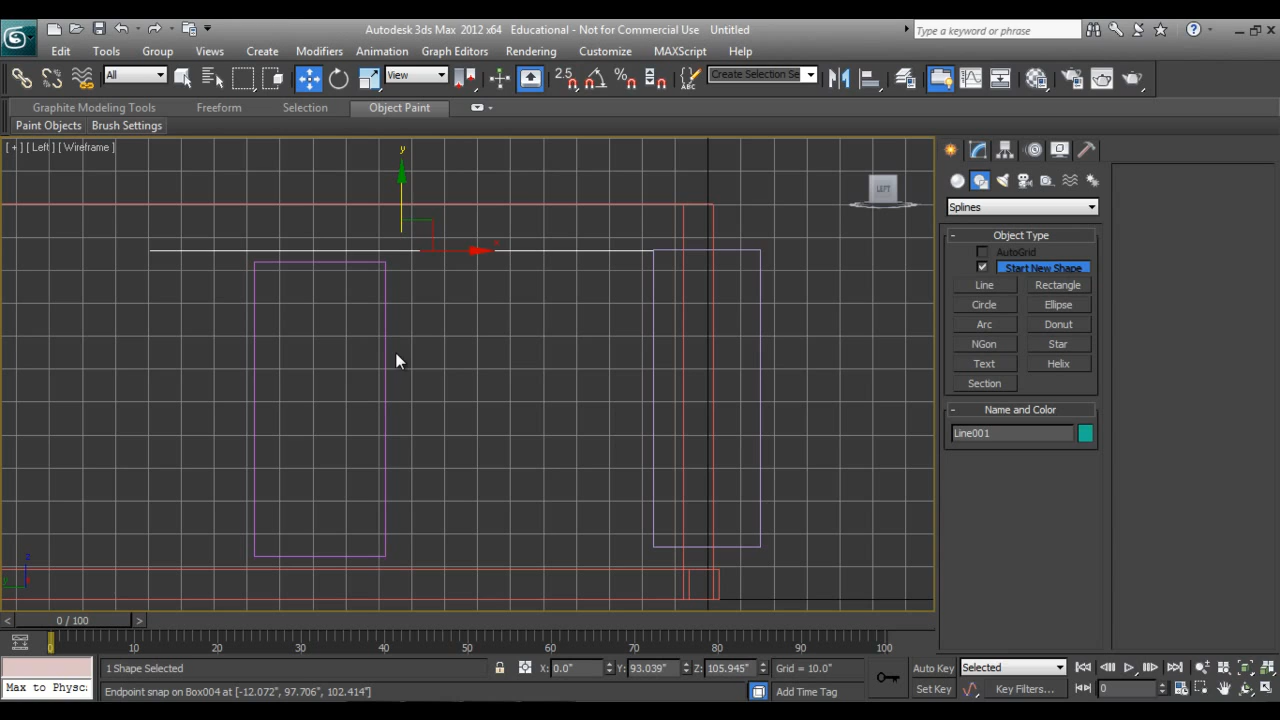 Autodesk 3ds Max 2012 x64    Educational - Not for Commercial Use    Untitled
Type a keyword or phrase
Edit Tools Group Views Create Modifiers Animation Graph Editors Rendering Customize MAXScript Help
All View 2.5 Create Selection Se
Graphite Modeling Tools Freeform Selection Object Paint
Paint Objects Brush Settings
[ + ] [ Left ] [ Wireframe ]
y
LEFT
x
z
y
Splines
- Object Type
AutoGrid
Start New Shape
Line Rectangle
Circle Ellipse
Arc Donut
NGon Star
Text Helix
Section
- Name and Color
Line001
< 0 / 100 >
0 10 20 30 40 50 60 70 80 90 100
1 Shape Selected X: 0.0" Y: 93.039" Z: 105.945" Grid = 10.0" Auto Key Selected
Max to Physc Endpoint snap on Box004 at [-12.072", 97.706", 102.414"] Add Time Tag Set Key Key Filters... 0